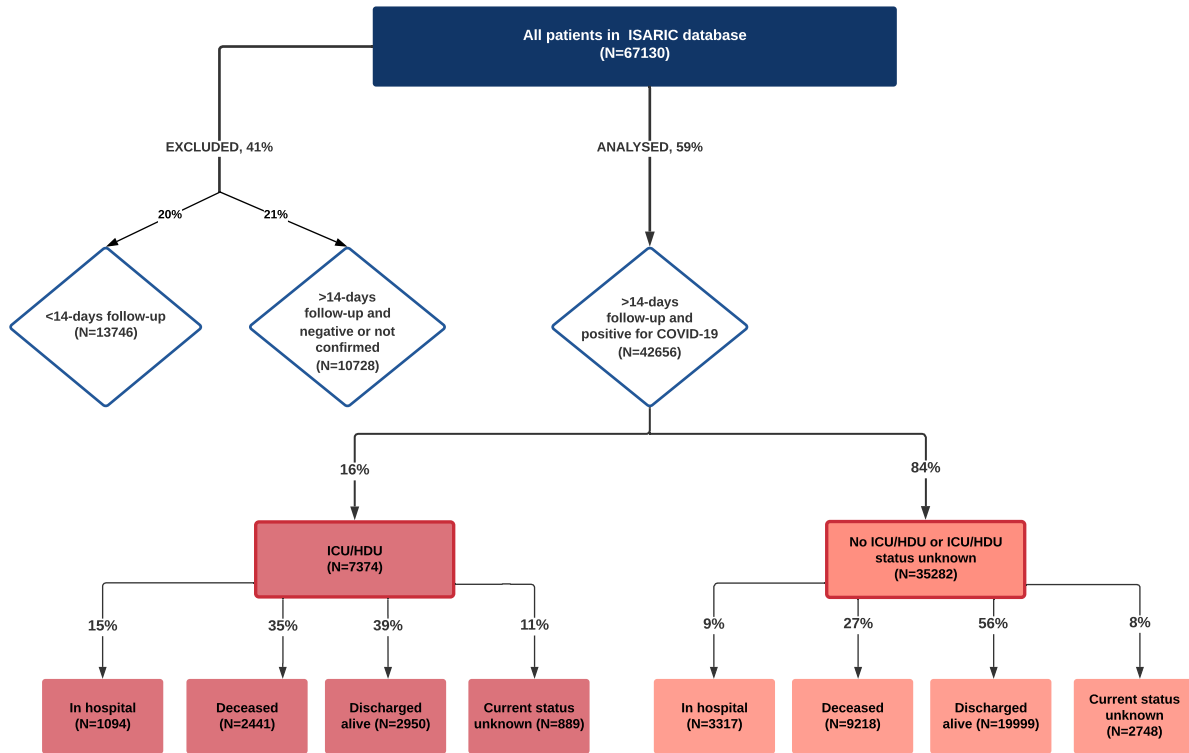 All patients in  ISARIC database
(N=67130)
EXCLUDED, 41%
ANALYSED, 59%
20%
21%
<14-days follow-up
(N=13746)
>14-days
follow-up and
negative or not
confirmed
(N=10728)
>14-days
follow-up and
positive for COVID-19
(N=42656)
16%
84%
ICU/HDU
(N=7374)
No ICU/HDU or ICU/HDU
status unknown
(N=35282)
15%
35%
39%
11%
9%
27%
56%
8%
In hospital
(N=1094)
Deceased
(N=2441)
Discharged
alive (N=2950)
Current status
unknown (N=889)
In hospital
(N=3317)
Deceased
(N=9218)
Discharged
alive (N=19999)
Current status
unknown
(N=2748)